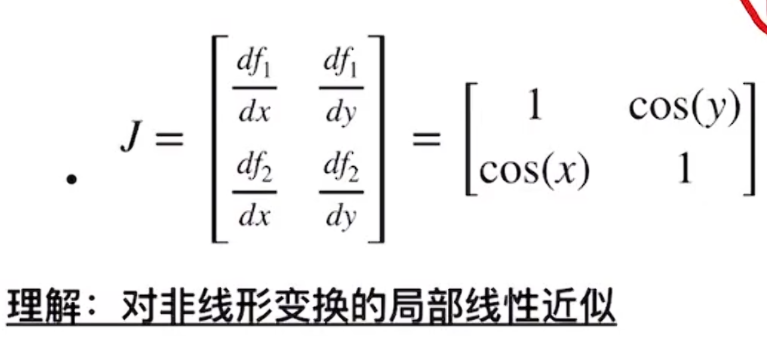 J = [ df₁/dx df₁/dy ; df₂/dx df₂/dy ] = [ 1 cos(y) ; cos(x) 1 ]
理解：对非线形变换的局部线性近似